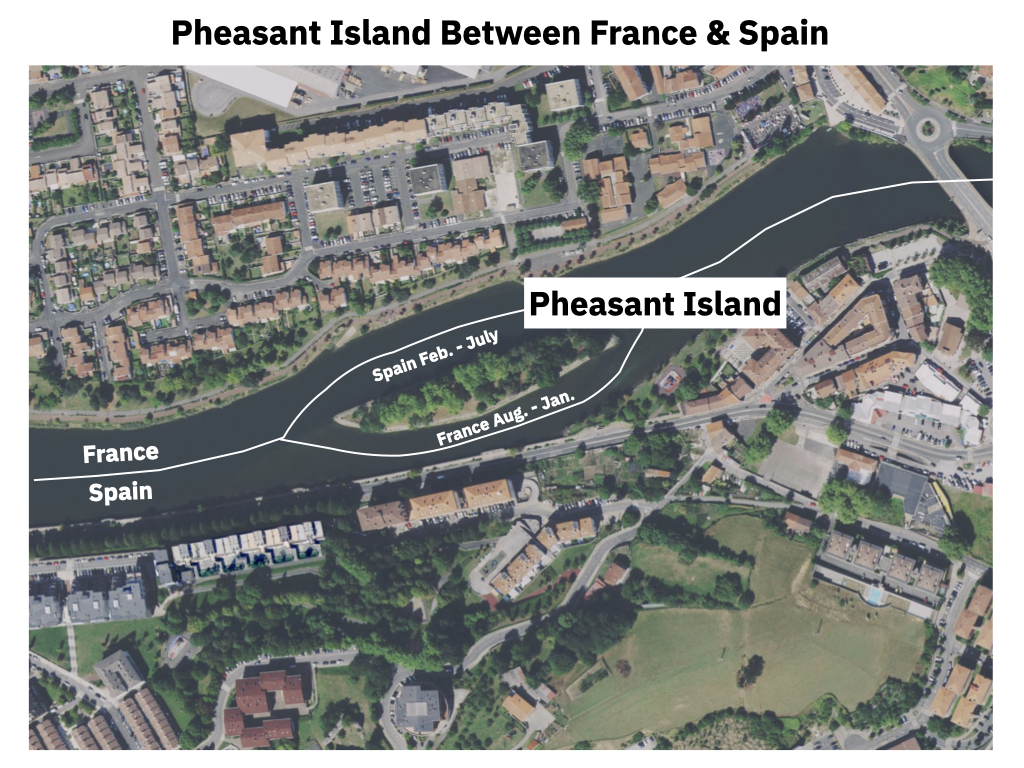 Pheasant Island Between France & Spain
Pheasant Island
Spain Feb. - July
France Aug. - Jan.
France
Spain